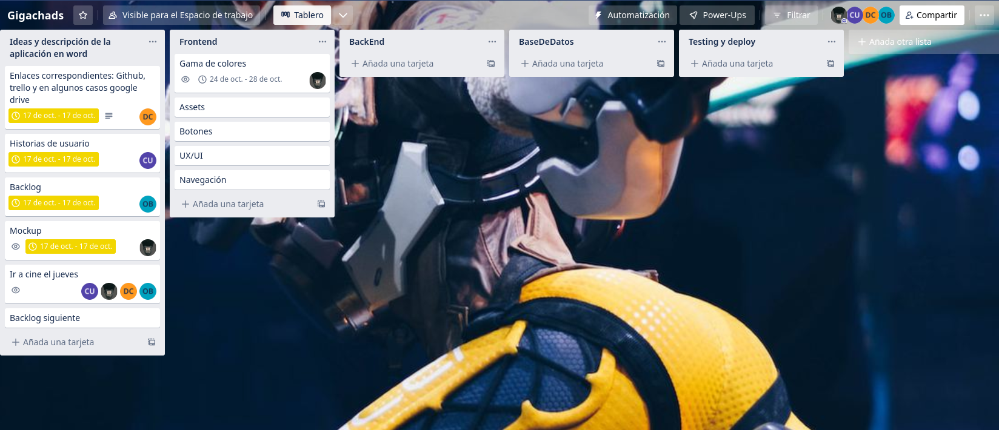 Gigachads
Visible para el Espacio de trabajo
Tablero
Automatización
Power-Ups
Filtrar
CU
DC
OB
Compartir
Ideas y descripción de la
aplicación en word
Enlaces correspondientes: Github,
trello y en algunos casos google
drive
17 de oct. - 17 de oct.
DC
Historias de usuario
17 de oct. - 17 de oct.
CU
Backlog
17 de oct. - 17 de oct.
OB
Mockup
17 de oct. - 17 de oct.
Ir a cine el jueves
CU
DC
OB
Backlog siguiente
Añada una tarjeta
Frontend
Gama de colores
24 de oct. - 28 de oct.
Assets
Botones
UX/UI
Navegación
Añada una tarjeta
BackEnd
Añada una tarjeta
BaseDeDatos
Añada una tarjeta
Testing y deploy
Añada una tarjeta
Añada otra lista